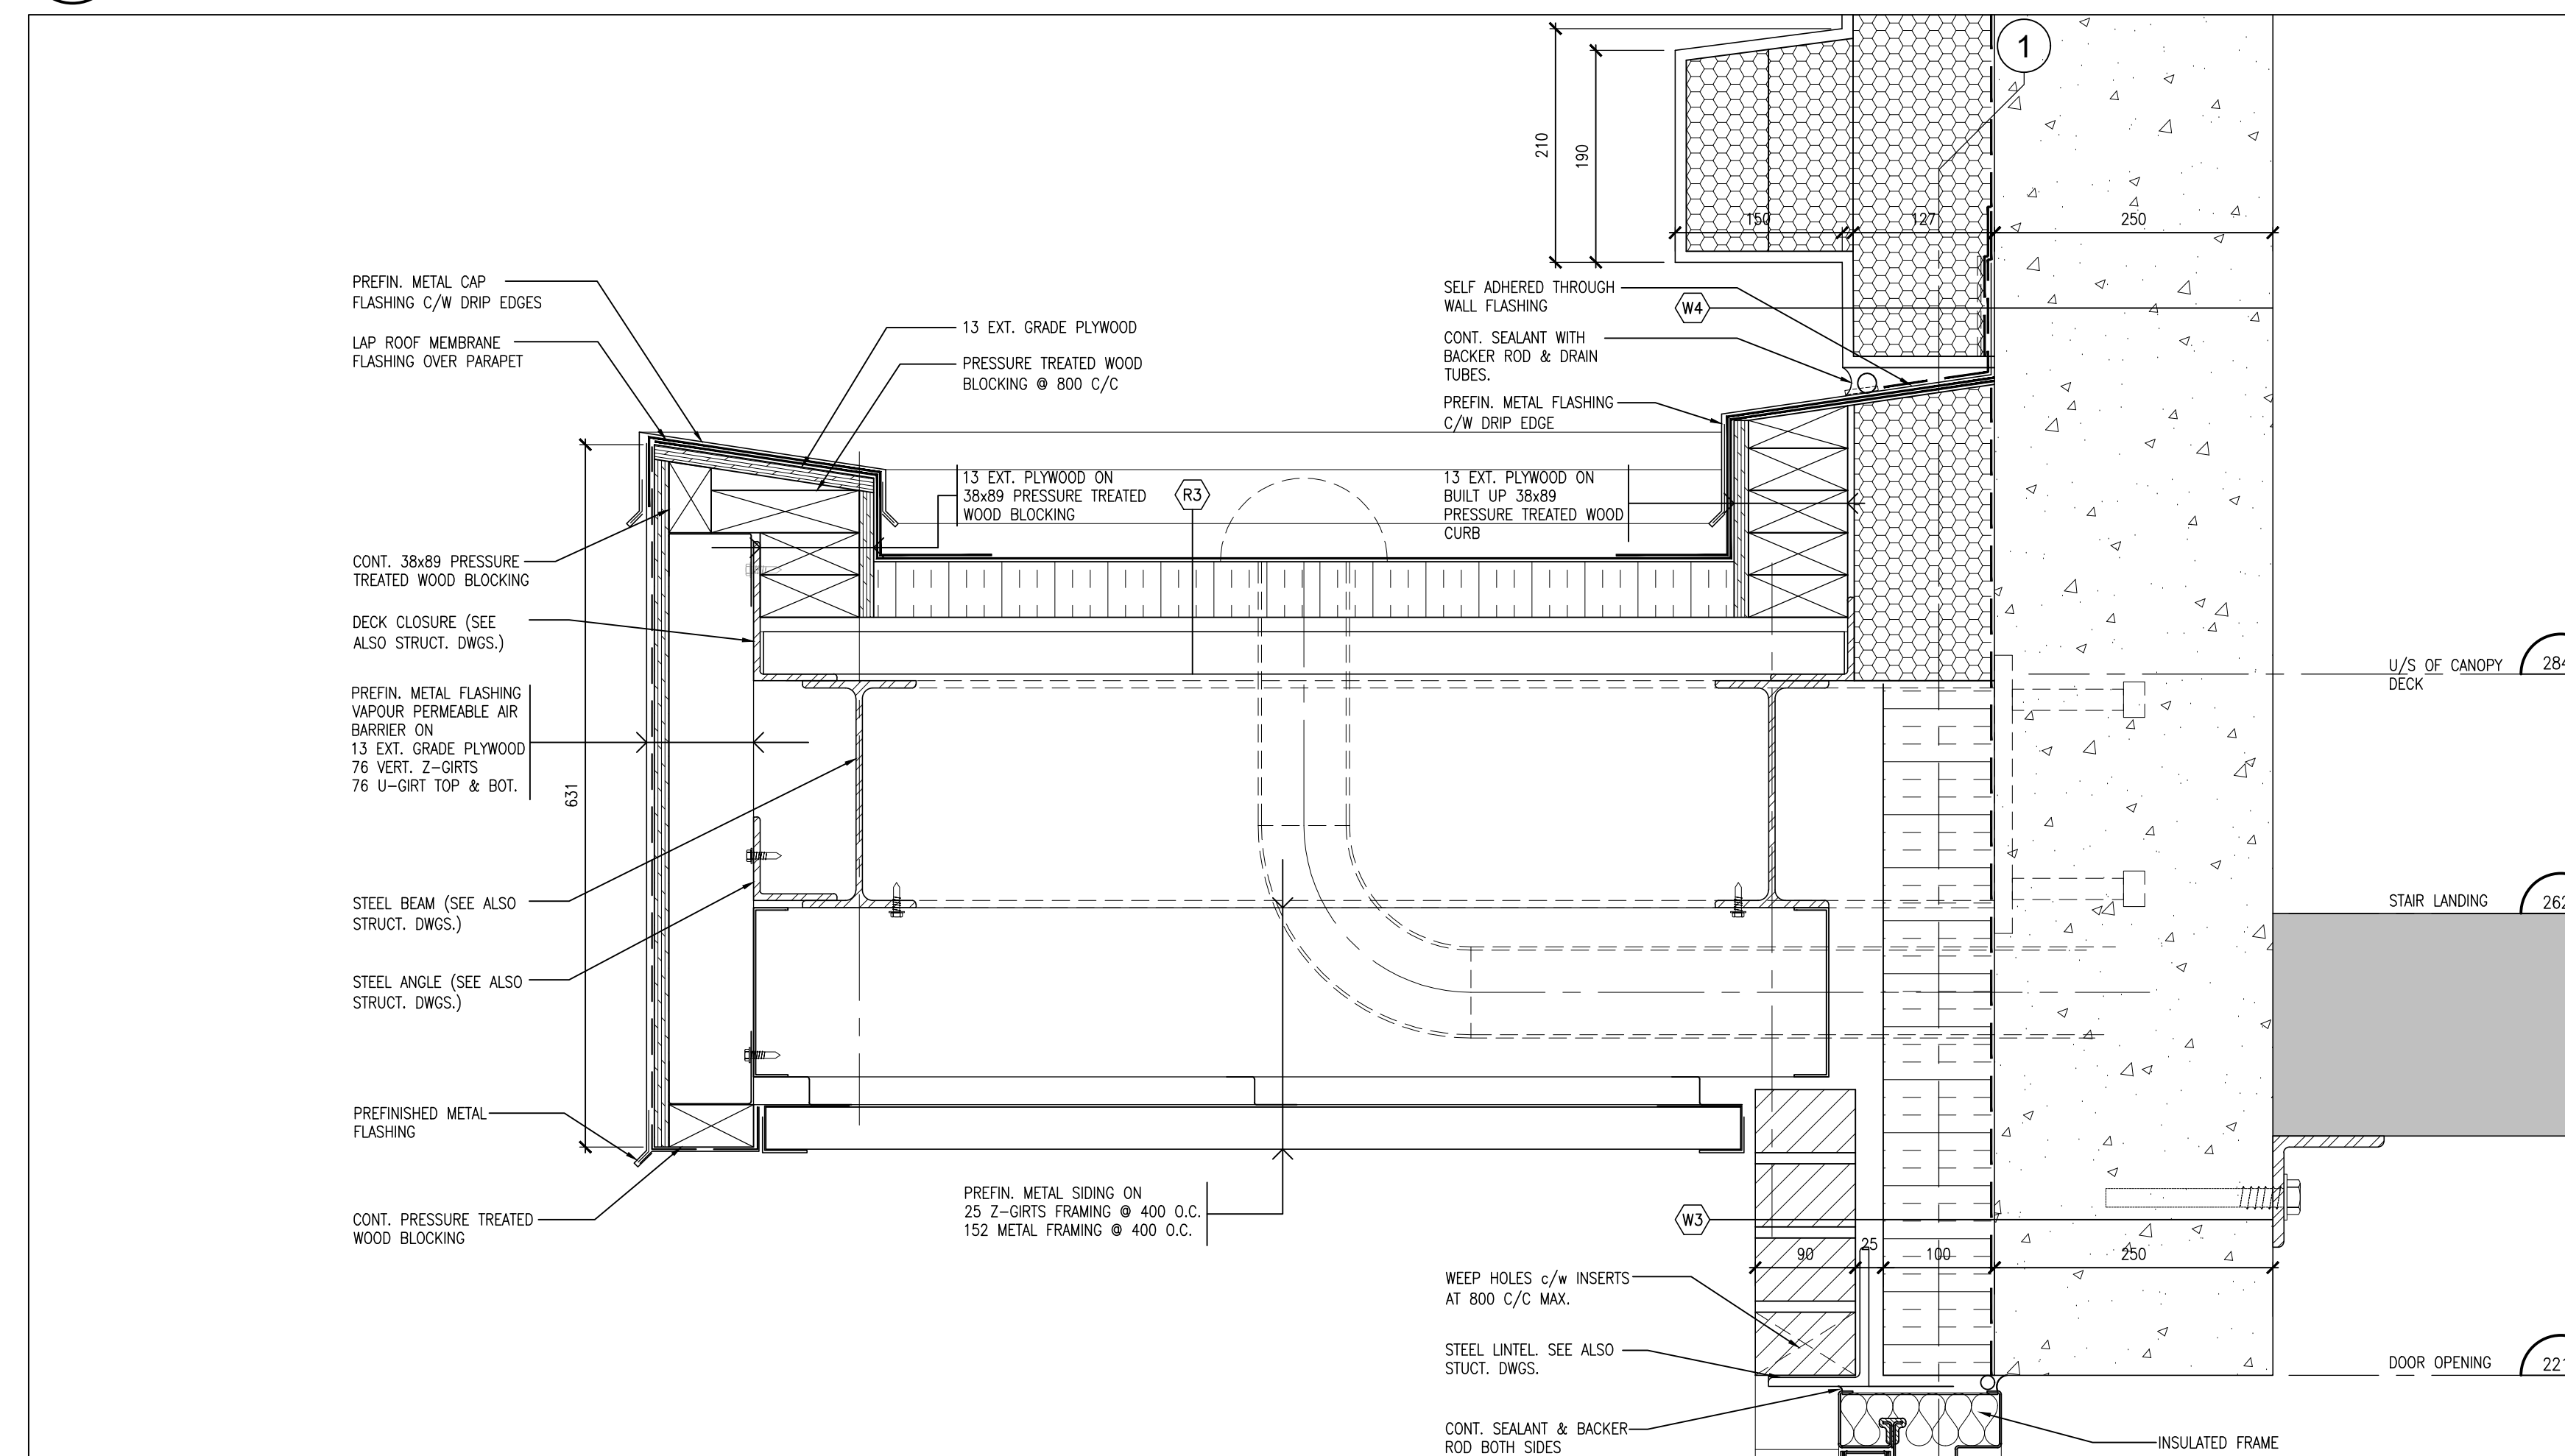 1
210
190
150
127
250
PREFIN. METAL CAP
FLASHING C/W DRIP EDGES
LAP ROOF MEMBRANE
FLASHING OVER PARAPET
13 EXT. GRADE PLYWOOD
PRESSURE TREATED WOOD
BLOCKING @ 800 C/C
SELF ADHERED THROUGH
WALL FLASHING
W4
CONT. SEALANT WITH
BACKER ROD & DRAIN
TUBES.
PREFIN. METAL FLASHING
C/W DRIP EDGE
13 EXT. PLYWOOD ON
38x89 PRESSURE TREATED
WOOD BLOCKING
R3
13 EXT. PLYWOOD ON
BUILT UP 38x89
PRESSURE TREATED WOOD
CURB
CONT. 38x89 PRESSURE
TREATED WOOD BLOCKING
DECK CLOSURE (SEE
ALSO STRUCT. DWGS.)
PREFIN. METAL FLASHING
VAPOUR PERMEABLE AIR
BARRIER ON
13 EXT. GRADE PLYWOOD
76 VERT. Z-GIRTS
76 U-GIRT TOP & BOT.
631
U/S OF CANOPY
DECK
284
STEEL BEAM (SEE ALSO
STRUCT. DWGS.)
STAIR LANDING
262
STEEL ANGLE (SEE ALSO
STRUCT. DWGS.)
PREFINISHED METAL
FLASHING
CONT. PRESSURE TREATED
WOOD BLOCKING
PREFIN. METAL SIDING ON
25 Z-GIRTS FRAMING @ 400 O.C.
152 METAL FRAMING @ 400 O.C.
W3
90
25
100
250
WEEP HOLES c/w INSERTS
AT 800 C/C MAX.
STEEL LINTEL. SEE ALSO
STUCT. DWGS.
DOOR OPENING
221
CONT. SEALANT & BACKER
ROD BOTH SIDES
INSULATED FRAME